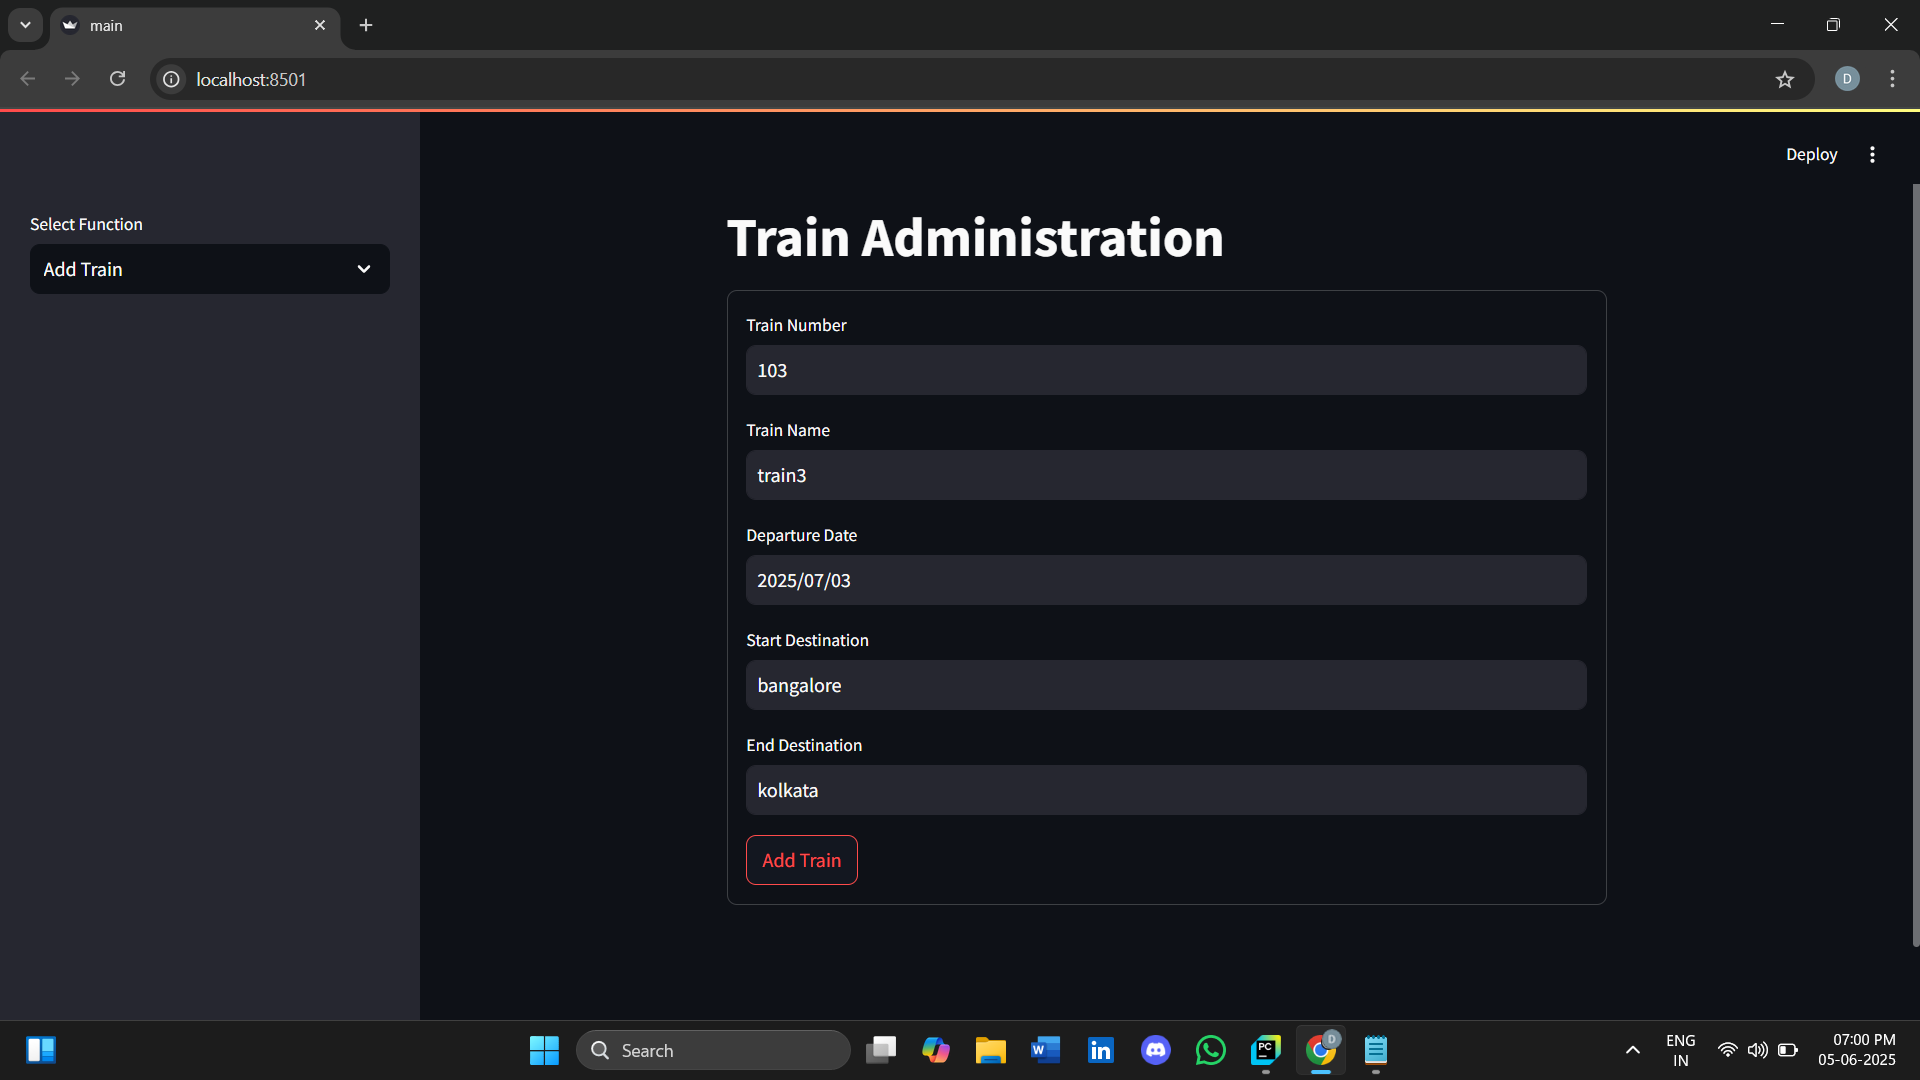 main
localhost:8501
D
Deploy
Select Function
Add Train
Train Administration
Train Number
103
Train Name
train3
Departure Date
2025/07/03
Start Destination
bangalore
End Destination
kolkata
Add Train
Search
W
in
PC
D
ENG
IN
07:00 PM
05-06-2025